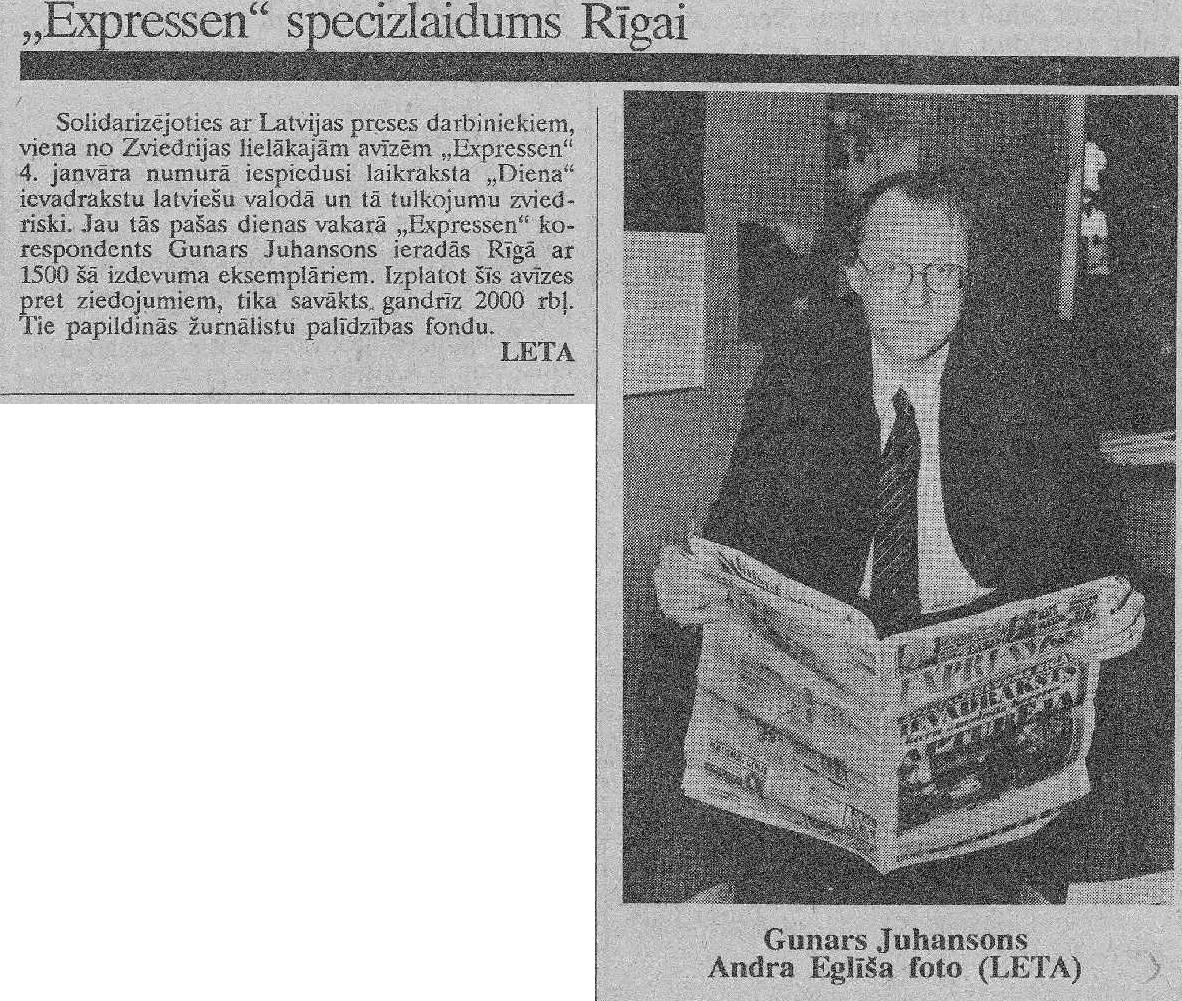 „Expressen“ specizlaidums Rīgai
Solidarizējoties ar Latvijas preses darbiniekiem,
viena no Zviedrijas lielākajām avīzēm „Expressen“
4. janvāra numurā iespiedusi laikraksta „Diena“
ievadrakstu latviešu valodā un tā tulkojumu zvied-
riski. Jau tās pašas dienas vakarā „Expressen“ ko-
respondents Gunars Juhansons ieradās Rīgā ar
1500 šā izdevuma eksemplāriem. Izplatot šīs avīzes
pret ziedojumiem, tika savākts gandrīz 2000 rbļ.
Tie papildinās žurnālistu palīdzības fondu.
LETA
Gunars Juhansons
Andra Eglīša foto (LETA)